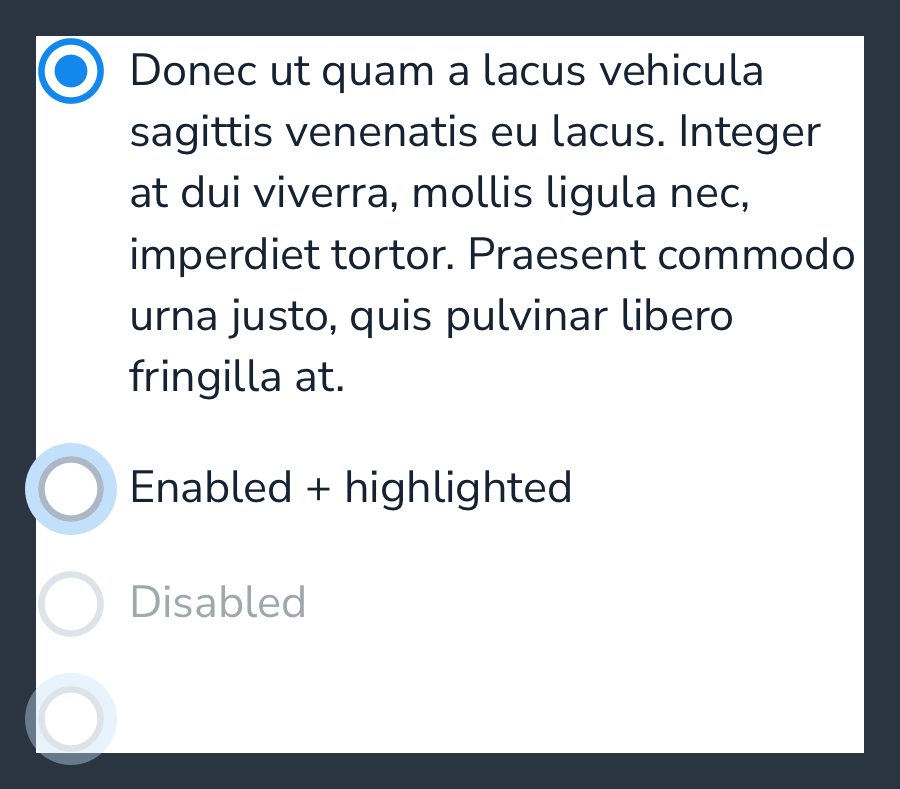 Donec ut quam a lacus vehicula
sagittis venenatis eu lacus. Integer
at dui viverra, mollis ligula nec,
imperdiet tortor. Praesent commodo
urna justo, quis pulvinar libero
fringilla at.
Enabled + highlighted
Disabled